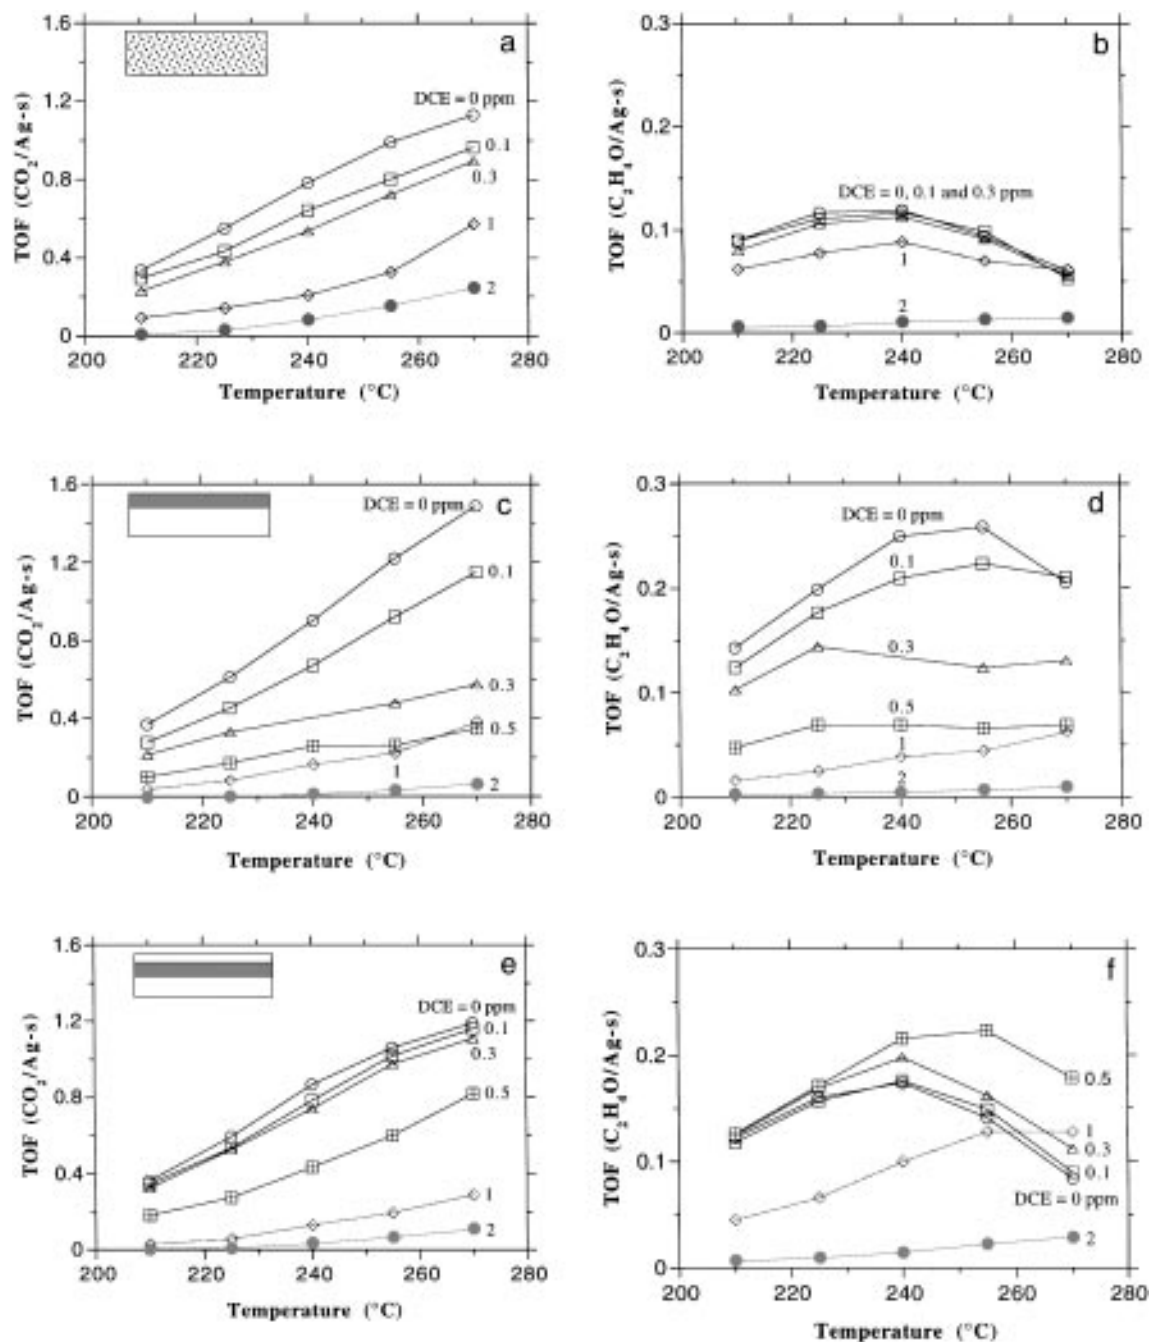 1.6
a
DCE = 0 ppm
1.2
0.1
0.8
0.3
1
0.4
2
0
200 220 240 260 280
Temperature (°C)
TOF (CO2/Ag-s)
0.3
b
0.2
DCE = 0, 0.1 and 0.3 ppm
0.1
1
2
0
200 220 240 260 280
Temperature (°C)
TOF (C2H4O/Ag-s)
1.6
c
DCE = 0 ppm
1.2
0.1
0.8
0.3
0.4
0.5
1
2
0
200 220 240 260 280
Temperature (°C)
TOF (CO2/Ag-s)
0.3
d
DCE = 0 ppm
0.1
0.2
0.3
0.1
0.5
1
2
0
200 220 240 260 280
Temperature (°C)
TOF (C2H4O/Ag-s)
1.6
e
DCE = 0 ppm
1.2
0.1
0.3
0.8
0.5
0.4
1
2
0
200 220 240 260 280
Temperature (°C)
TOF (CO2/Ag-s)
0.3
f
0.2
0.5
1
0.3
0.1
0.1
DCE = 0 ppm
2
0
200 220 240 260 280
Temperature (°C)
TOF (C2H4O/Ag-s)